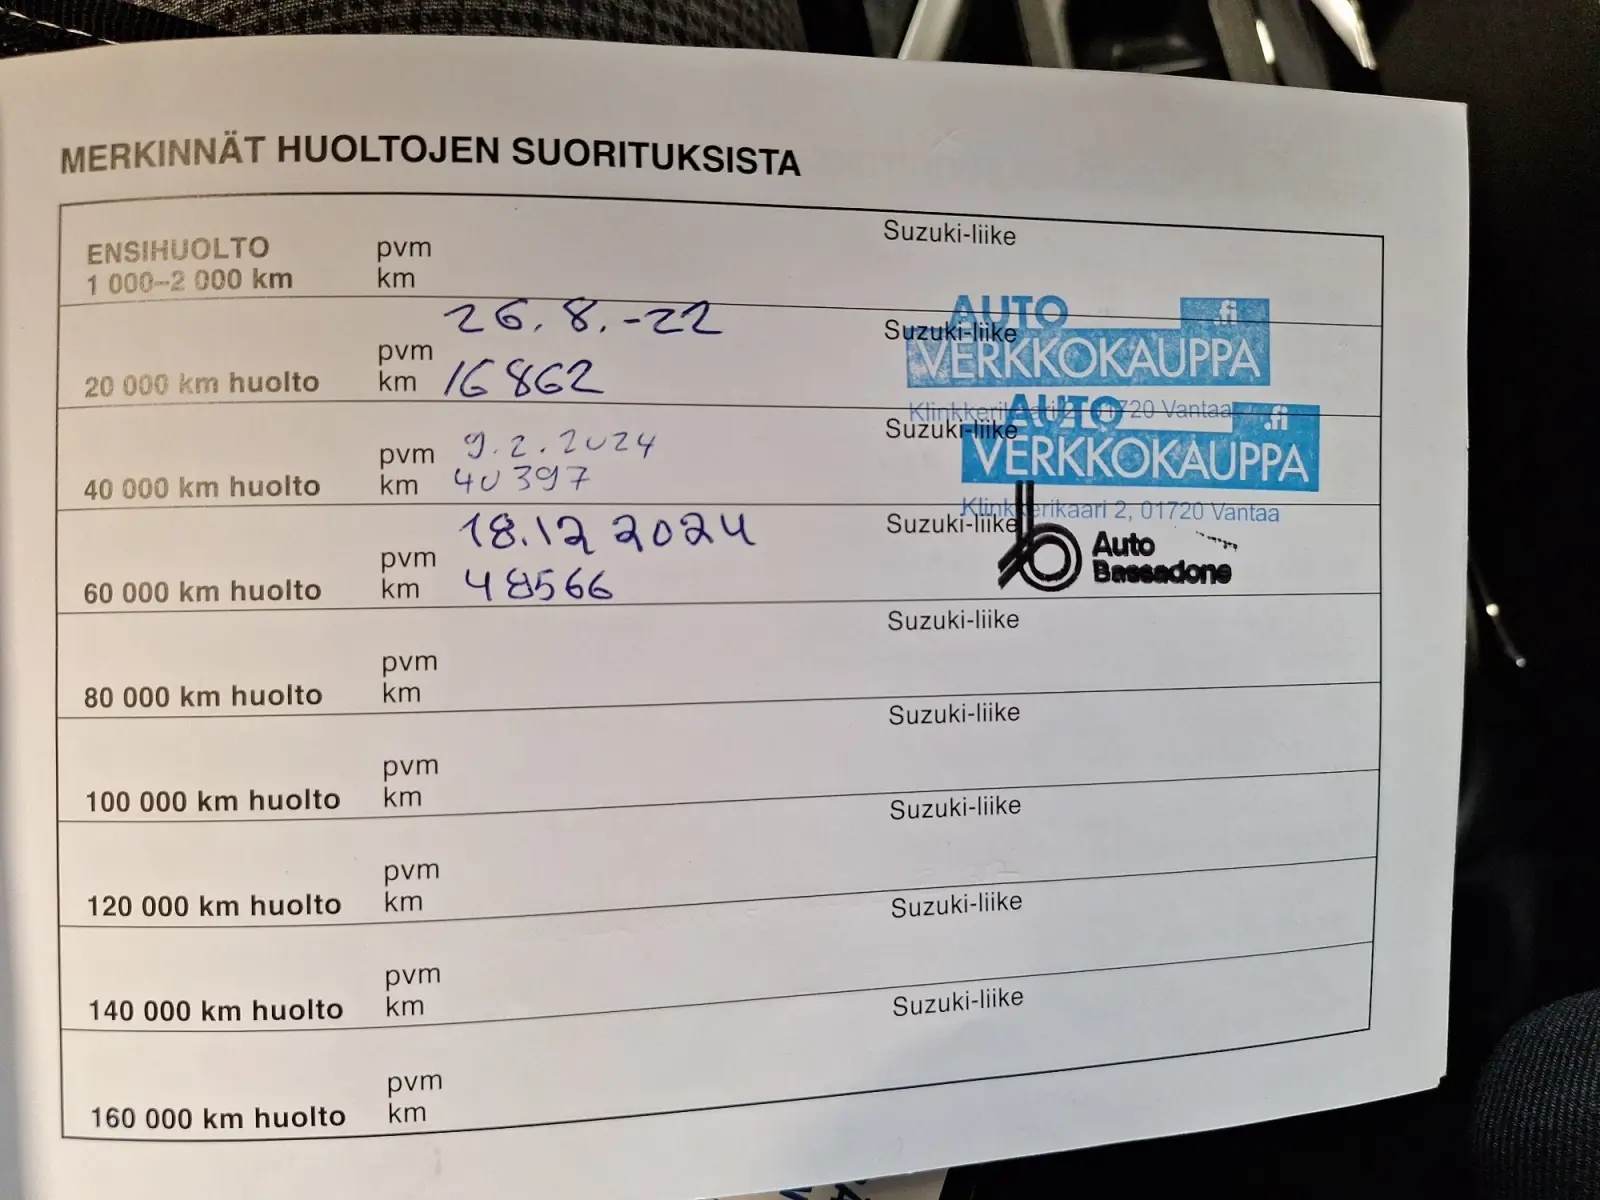 MERKINNÄT HUOLTOJEN SUORITUKSISTA
ENSIHUOLTO
1 000–2 000 km
pvm
km
Suzuki-liike
20 000 km huolto
pvm 26.8.-22
km 16862
Suzuki-liike
AUTO .fi
VERKKOKAUPPA
Klinkkerikaari 2, 01720 Vantaa
40 000 km huolto
pvm 9.2.2024
km 40397
Suzuki-liike
AUTO .fi
VERKKOKAUPPA
Klinkkerikaari 2, 01720 Vantaa
60 000 km huolto
pvm 18.12 2024
km 48566
Suzuki-liike
Auto
Bassadone
80 000 km huolto
pvm
km
Suzuki-liike
100 000 km huolto
pvm
km
Suzuki-liike
120 000 km huolto
pvm
km
Suzuki-liike
140 000 km huolto
pvm
km
Suzuki-liike
160 000 km huolto
pvm
km
Suzuki-liike